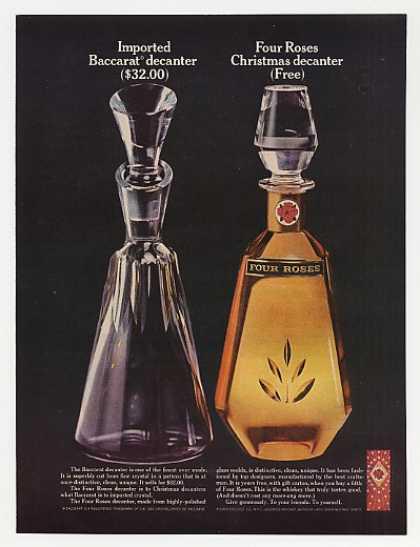 Imported
Baccarat® decanter
($32.00)
Four Roses
Christmas decanter
(Free)
FOUR ROSES
The Baccarat decanter is one of the finest ever made.
It is superbly cut from fine crystal in a pattern that is at
once distinctive, clean, unique. It sells for $32.00.
The Four Roses decanter is to Christmas decanters
what Baccarat is to imported crystal.
The Four Roses decanter, made from highly-polished
glass molds, is distinctive, clean, unique. It has been fash-
ioned by top designers, manufactured by the best crafts-
men. It is yours free, with gift carton, when you buy a fifth
of Four Roses. This is the whiskey that truly tastes good.
(And doesn't cost any more any more.)
Give generously. To your friends. To yourself.